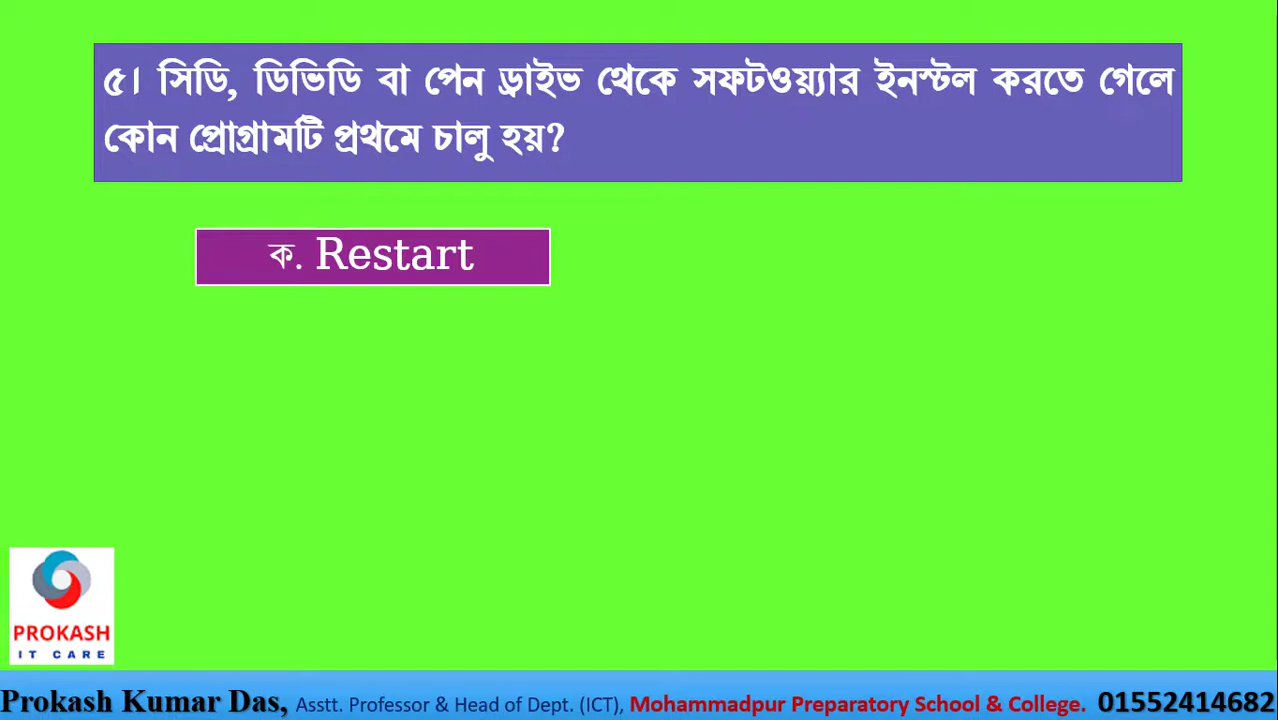 ৫। সিডি, ডিভিডি বা পেন ড্রাইভ থেকে সফটওয়্যার ইনস্টল করতে গেলে
কোন প্রোগ্রামটি প্রথমে চালু হয়?
ক. Restart
PROKASH
IT CARE
Prokash Kumar Das, Asstt. Professor & Head of Dept. (ICT), Mohammadpur Preparatory School & College. 01552414682